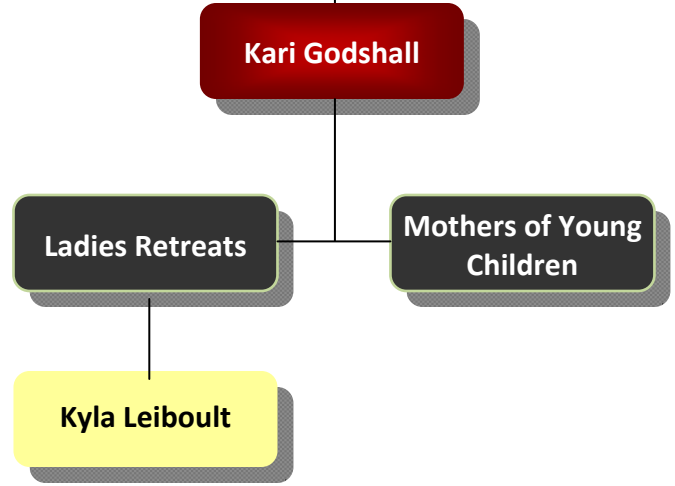 Kari Godshall
Ladies Retreats
Mothers of Young
Children
Kyla Leiboult